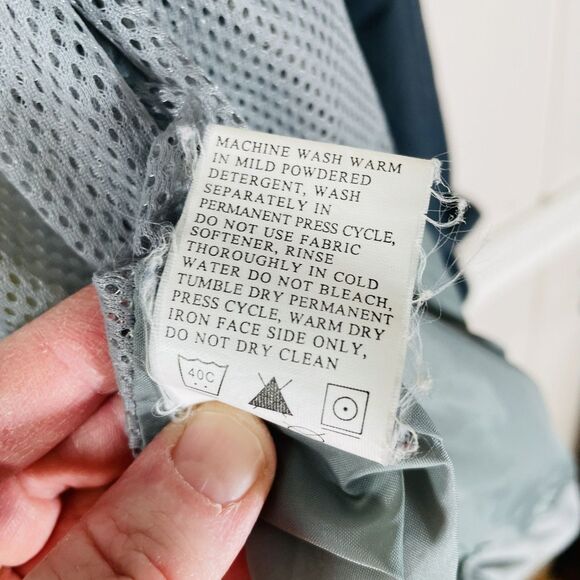 MACHINE WASH WARM
IN MILD POWDERED
DETERGENT, WASH
SEPARATELY IN
PERMANENT PRESS CYCLE,
DO NOT USE FABRIC
SOFTENER, RINSE
THOROUGHLY IN COLD
WATER DO NOT BLEACH,
TUMBLE DRY PERMANENT
PRESS CYCLE, WARM DRY
IRON FACE SIDE ONLY,
DO NOT DRY CLEAN
40C